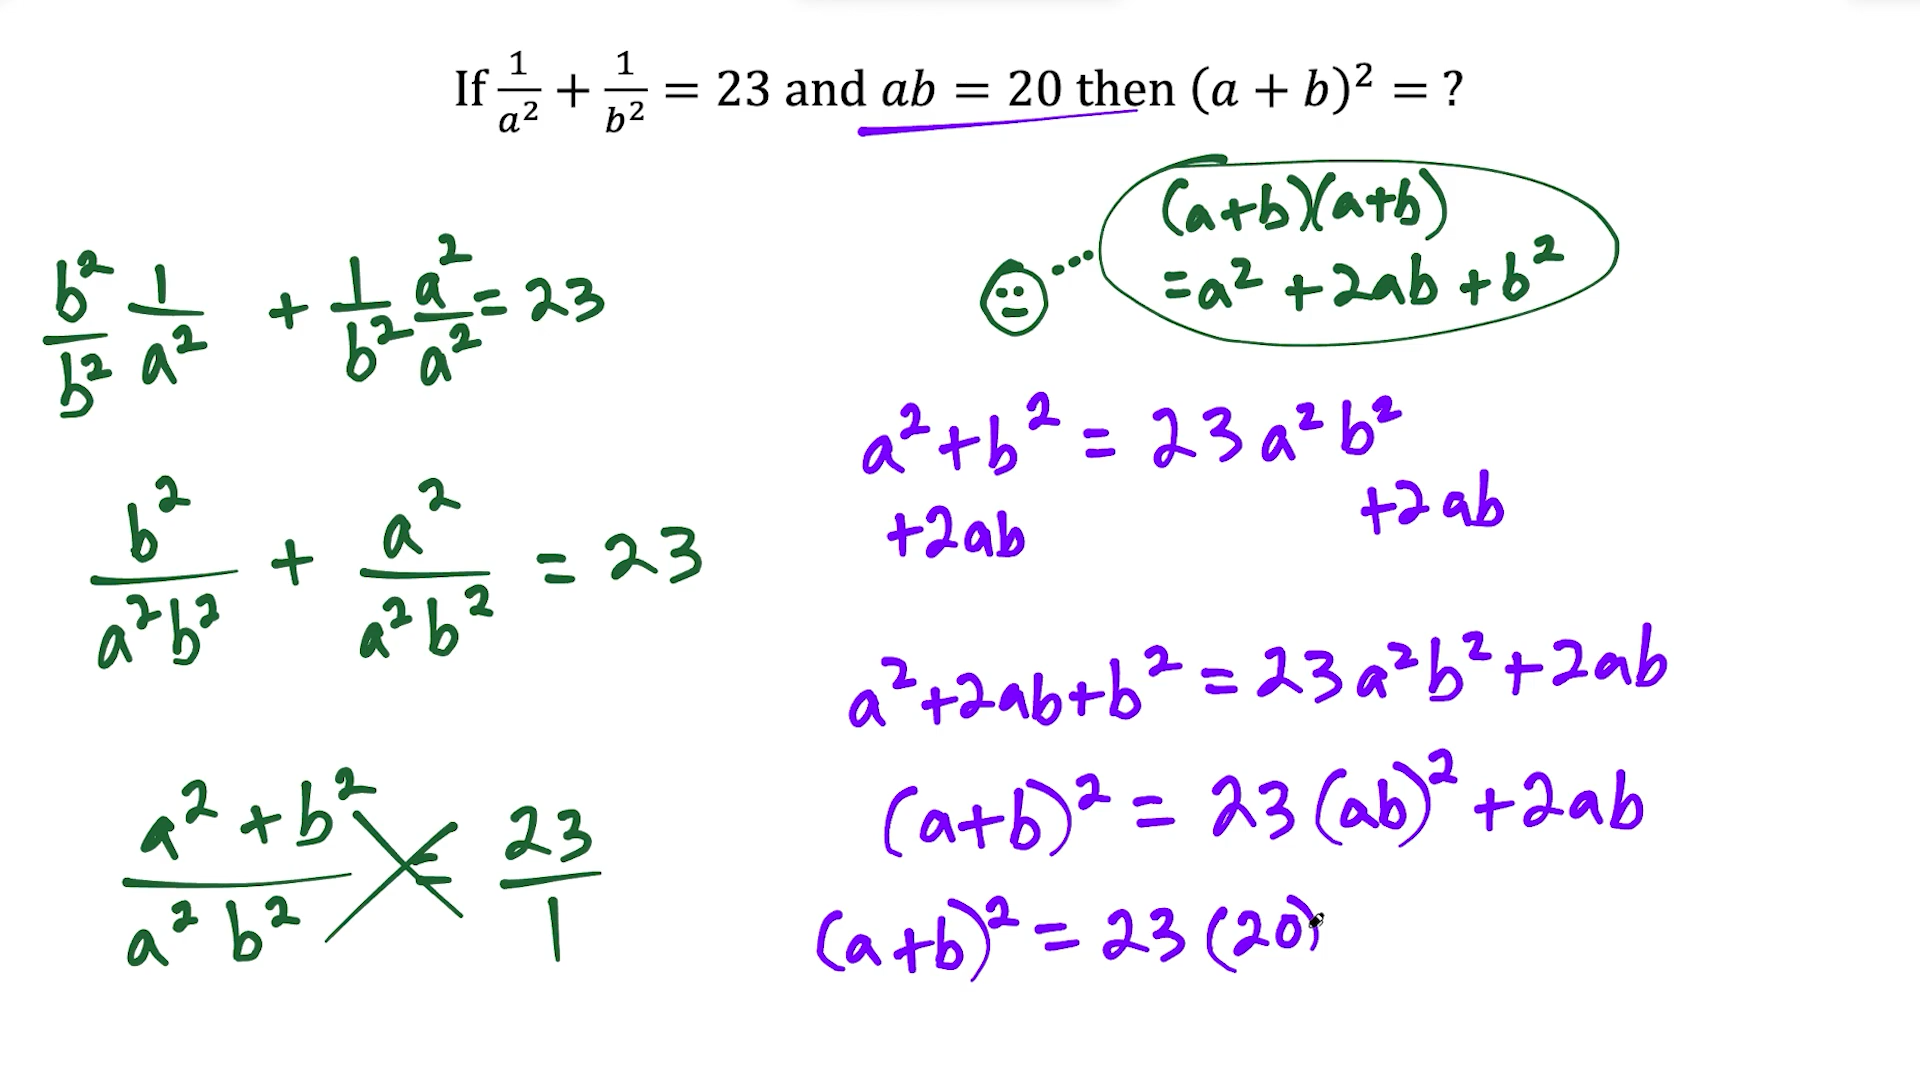 If 1/a² + 1/b² = 23 and ab = 20 then (a + b)² = ?
b²/b² 1/a² + 1/b² a²/a² = 23
b²/a²b² + a²/a²b² = 23
a² + b²/a² b² = 23/1
(a+b)(a+b)
= a² + 2ab + b²
a² + b² = 23 a² b²
+2ab +2ab
a² + 2ab + b² = 23 a² b² + 2ab
(a+b)² = 23 (ab)² + 2ab
(a+b)² = 23 (20)